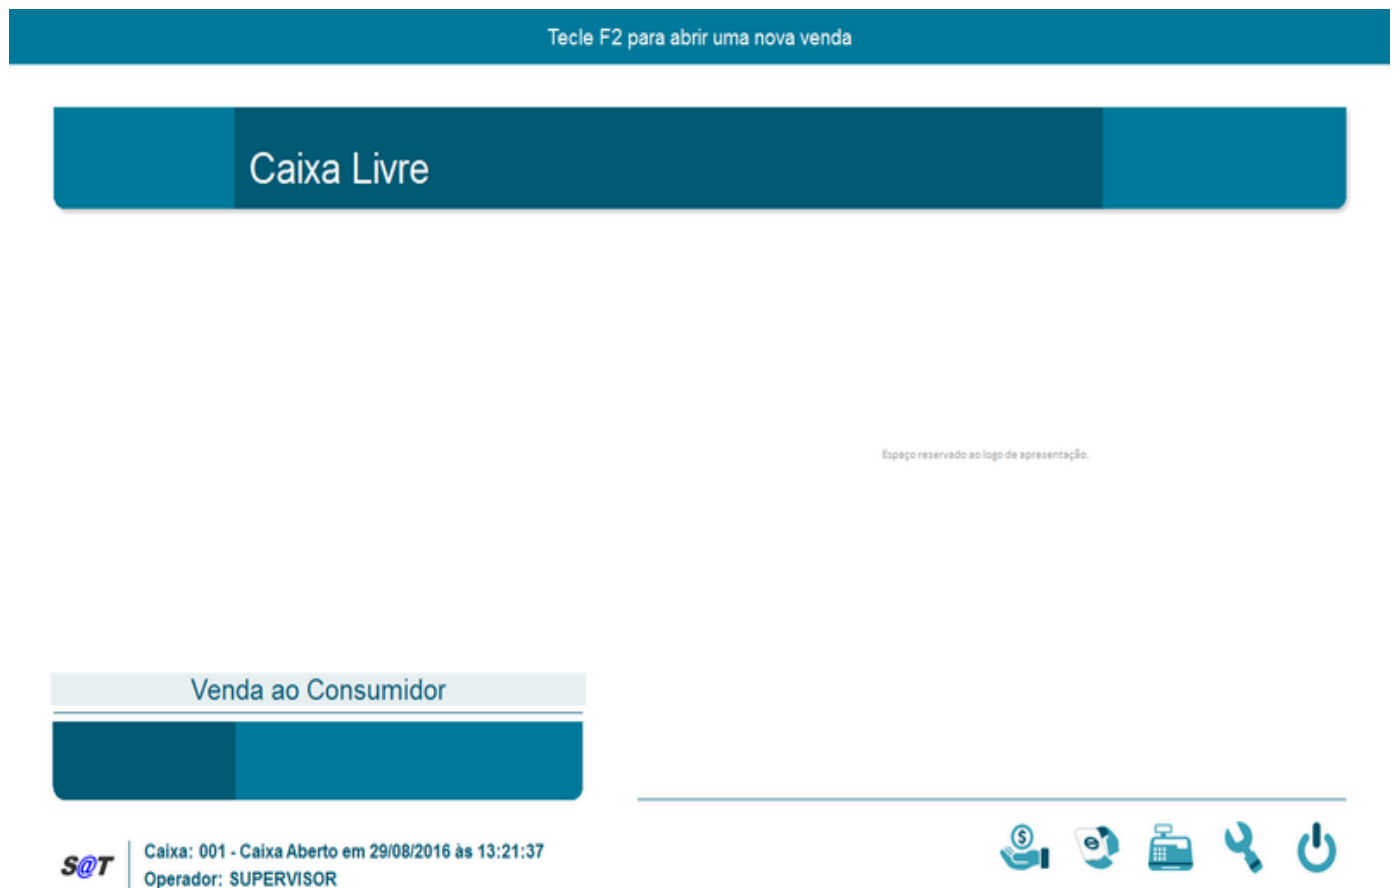 Tecle F2 para abrir uma nova venda
Caixa Livre
Espaço reservado ao logo de apresentação.
Venda ao Consumidor
S@T
Caixa: 001 - Caixa Aberto em 29/08/2016 às 13:21:37
Operador: SUPERVISOR